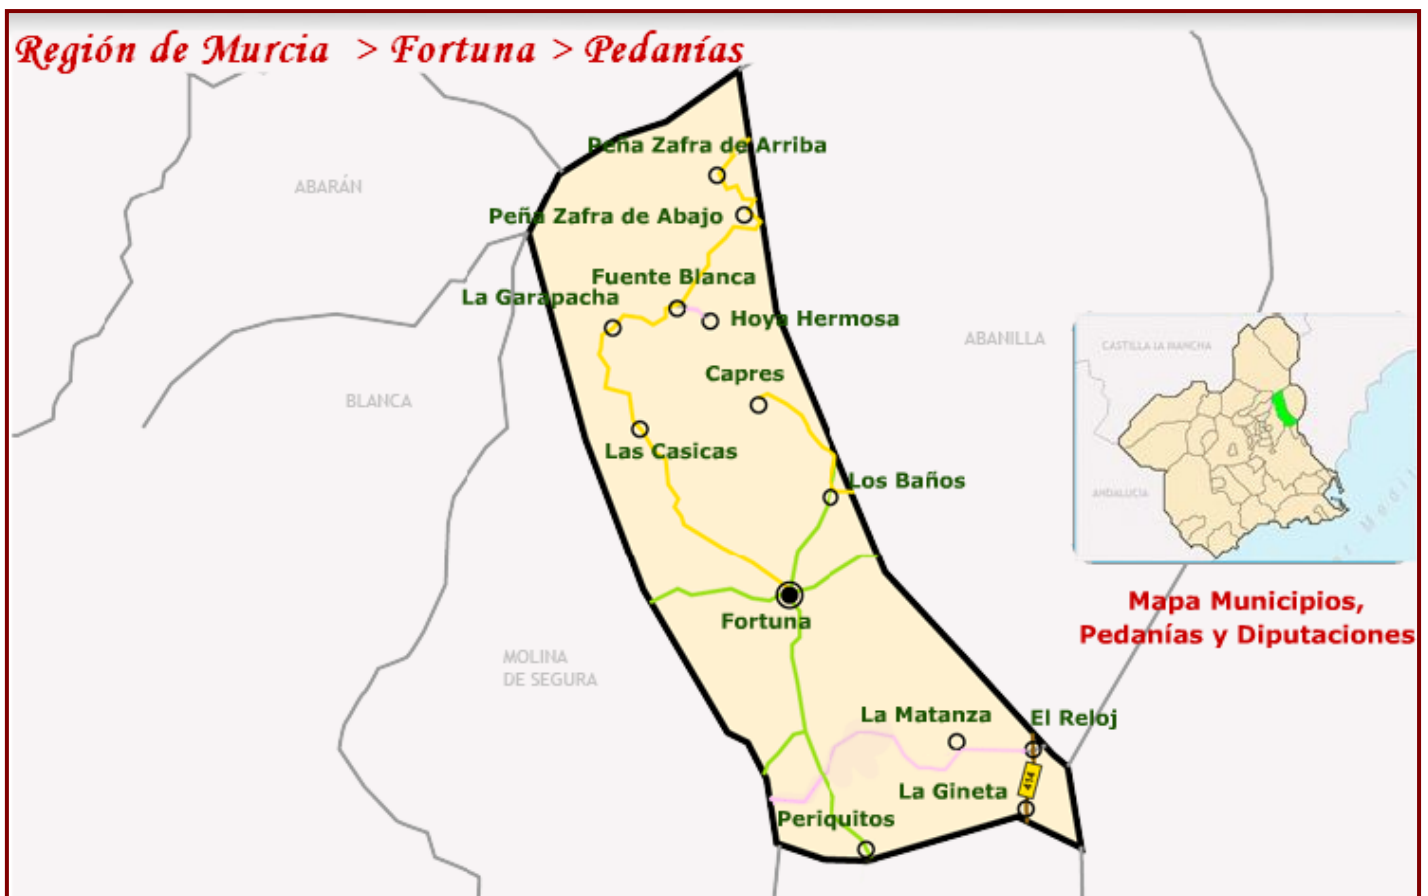 Región de Murcia > Fortuna > Pedanías
Peña Zafra de Arriba
ABARÁN
Peña Zafra de Abajo
Fuente Blanca
La Garapacha
Hoya Hermosa
ABANILLA
CASTILLA LA MANCHA
Capres
BLANCA
Las Casicas
Los Baños
ANDALUCIA
Mapa Municipios,
Pedanías y Diputaciones
Fortuna
MOLINA
DE SEGURA
La Matanza
El Reloj
414
La Gineta
Periquitos